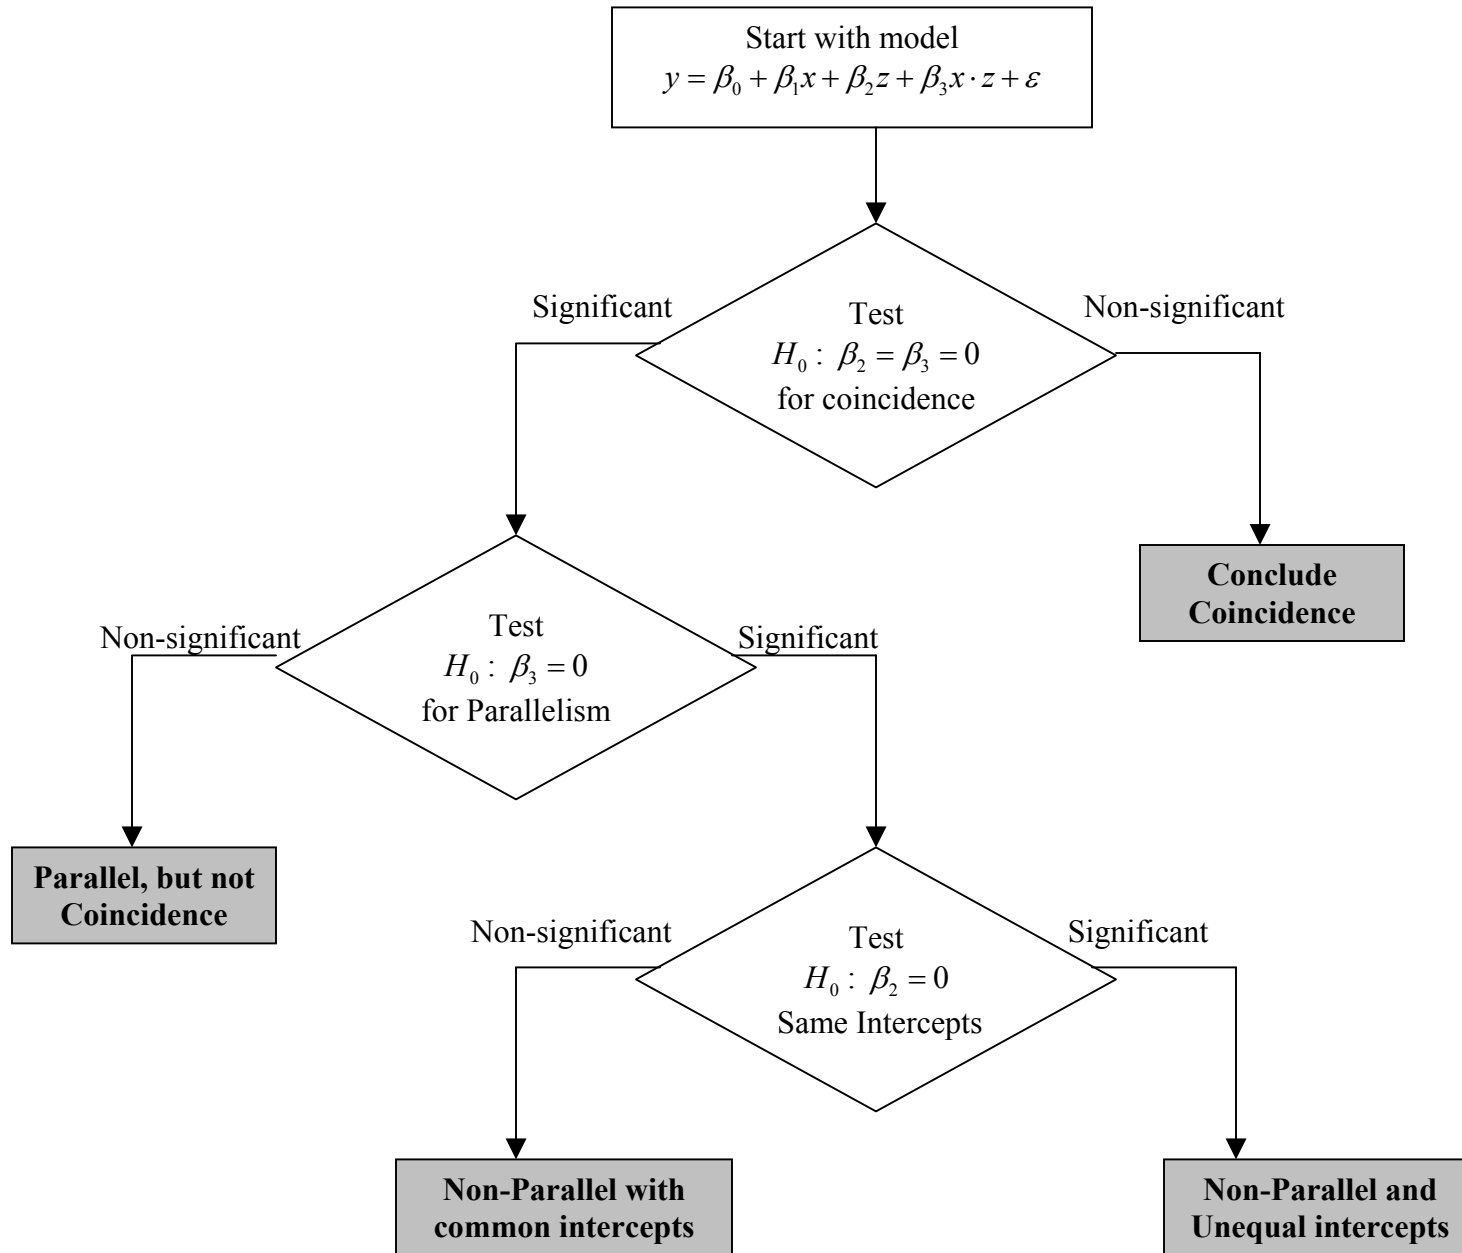 Start with model
y = β₀ + β₁x + β₂z + β₃x · z + ε
Significant
Non-significant
Test
H₀ : β₂ = β₃ = 0
for coincidence
Conclude
Coincidence
Non-significant
Significant
Test
H₀ : β₃ = 0
for Parallelism
Parallel, but not
Coincidence
Non-significant
Significant
Test
H₀ : β₂ = 0
Same Intercepts
Non-Parallel with
common intercepts
Non-Parallel and
Unequal intercepts